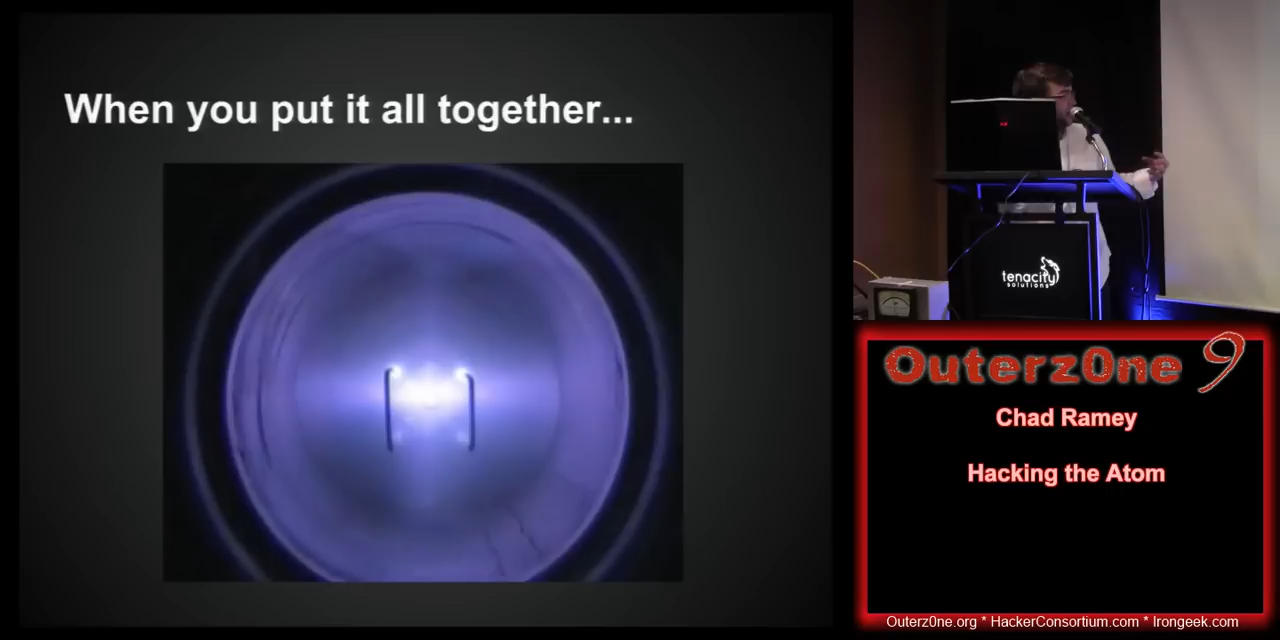 When you put it all together...
tenacity
solutions
Outerz0ne 9
Chad Ramey
Hacking the Atom
Outerz0ne.org * HackerConsortium.com * Irongeek.com